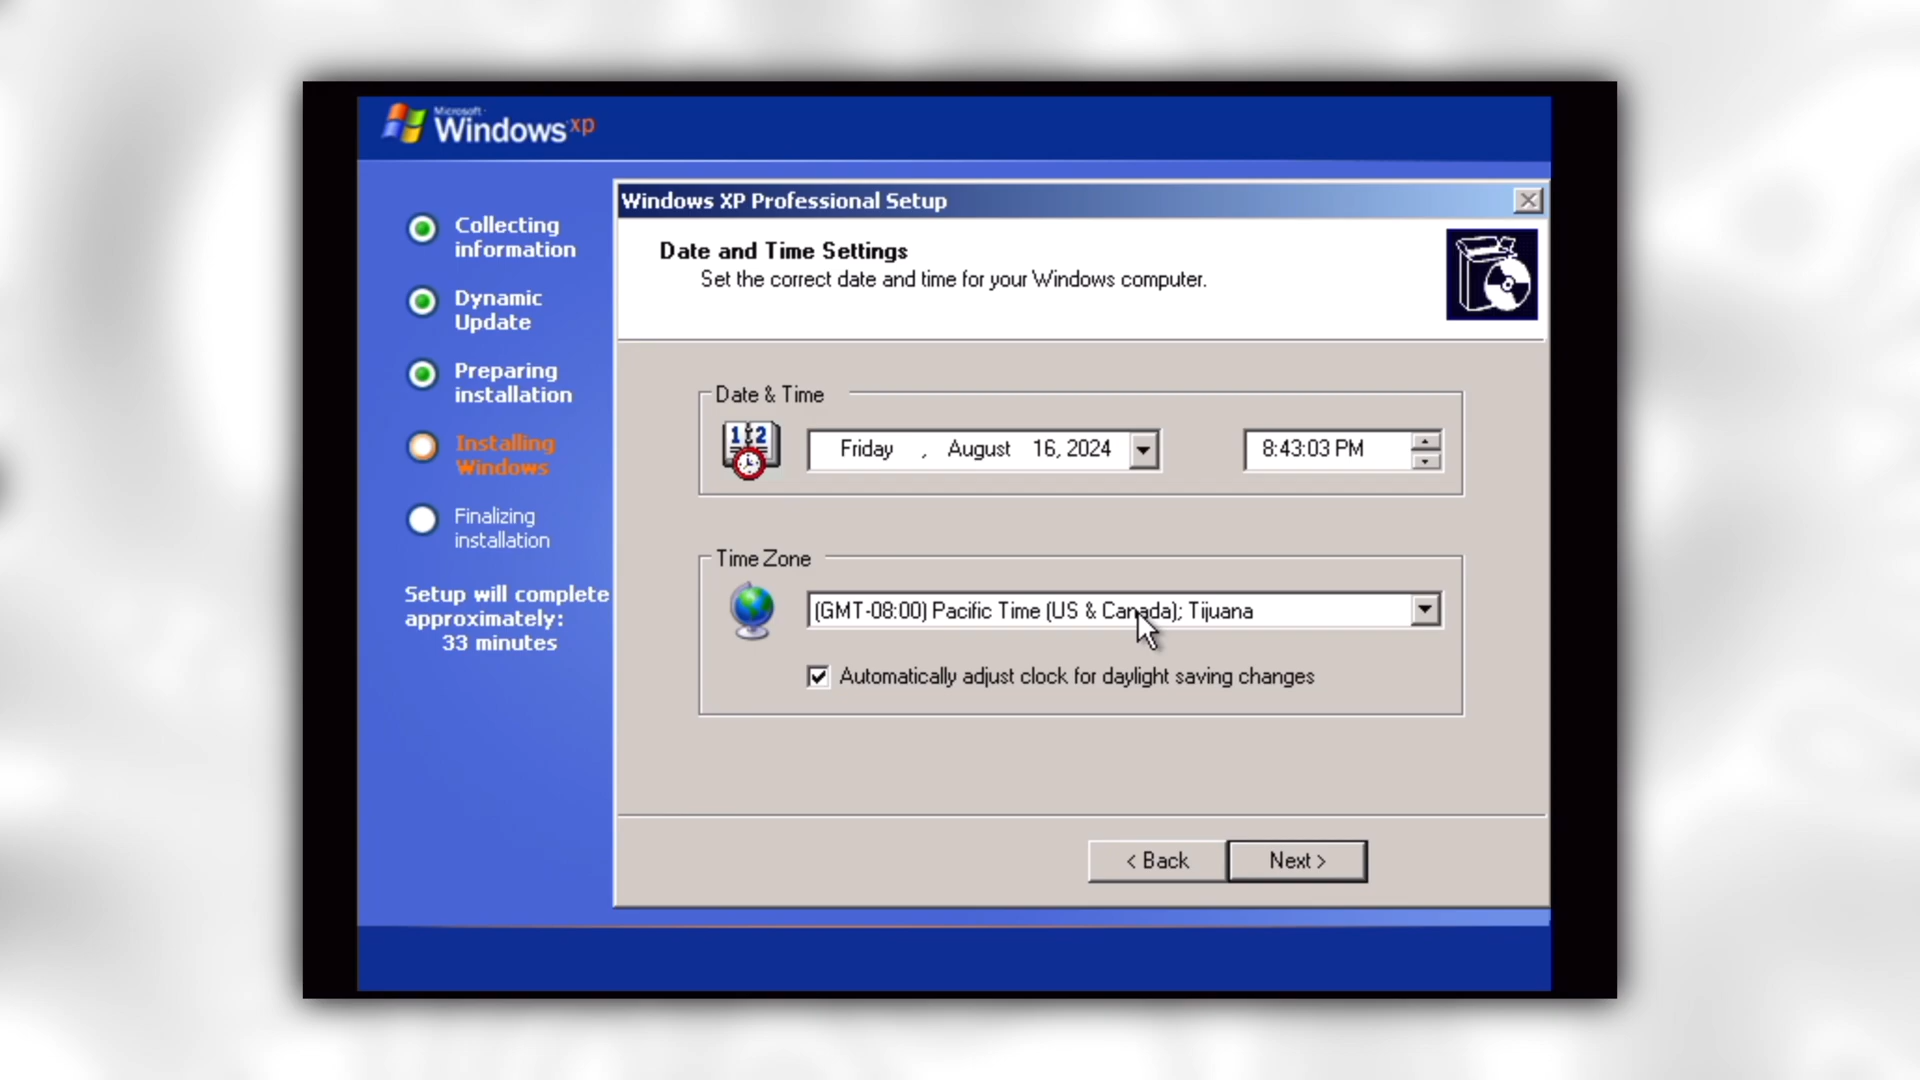 Microsoft
Windows xp
Collecting
information
Dynamic
Update
Preparing
installation
Installing
Windows
Finalizing
installation
Setup will complete
approximately:
33 minutes
Windows XP Professional Setup
Date and Time Settings
Set the correct date and time for your Windows computer.
Date & Time
12
Friday , August 16, 2024
8:43:03 PM
Time Zone
(GMT-08:00) Pacific Time (US & Canada); Tijuana
Automatically adjust clock for daylight saving changes
< Back
Next >